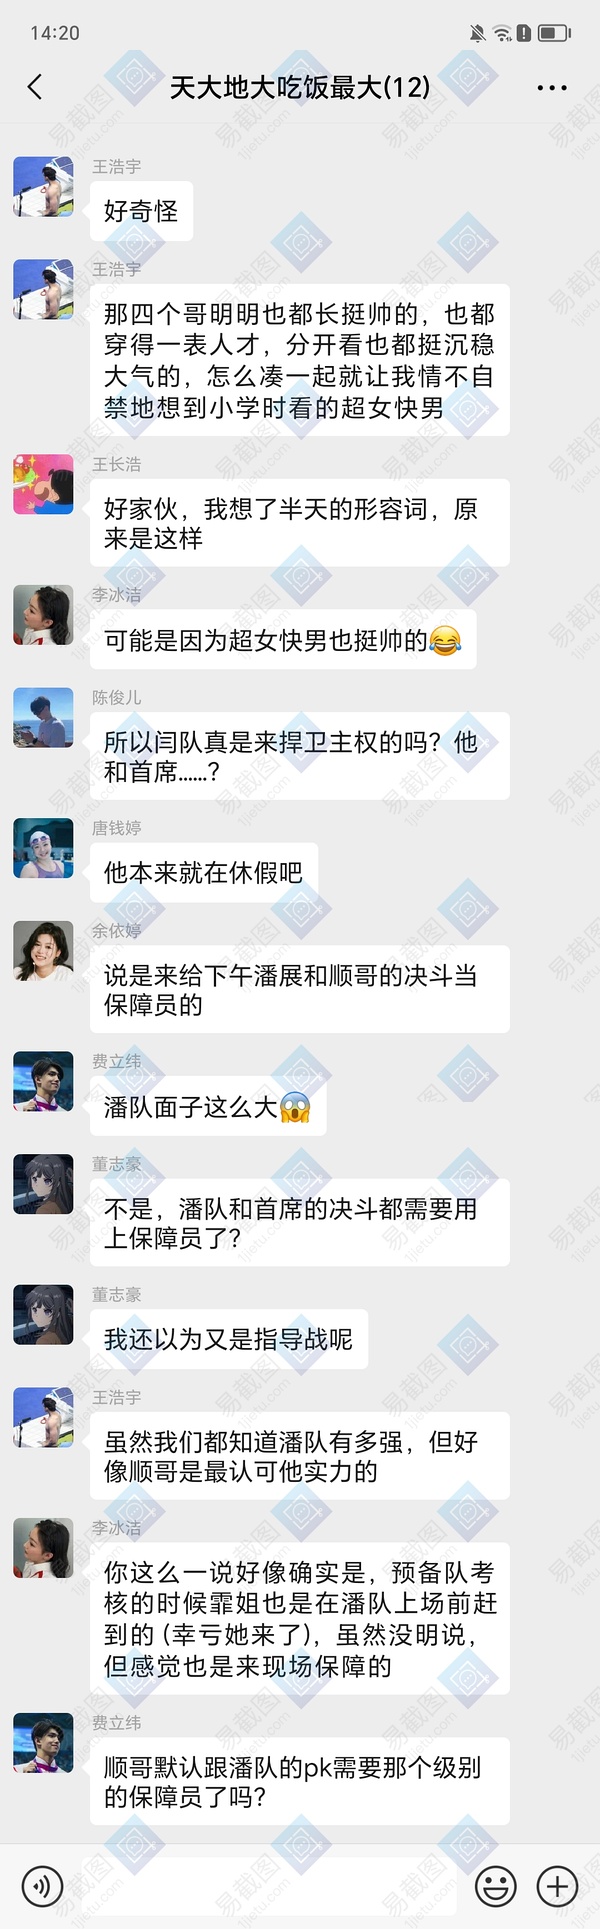 14:20
天大地大吃饭最大(12)
王浩宇
好奇怪
王浩宇
那四个哥明明也都长挺帅的，也都
穿得一表人才，分开看也都挺沉稳
大气的，怎么凑一起就让我情不自
禁地想到小学时看的超女快男
王长浩
好家伙，我想了半天的形容词，原
来是这样
李冰洁
可能是因为超女快男也挺帅的😂
陈俊儿
所以闫队真是来捍卫主权的吗？他
和首席......？
唐钱婷
他本来就在休假吧
余依婷
说是来给下午潘展和顺哥的决斗当
保障员的
费立纬
潘队面子这么大😱
董志豪
不是，潘队和首席的决斗都需要用
上保障员了？
董志豪
我还以为又是指导战呢
王浩宇
虽然我们都知道潘队有多强，但好
像顺哥是最认可他实力的
李冰洁
你这么一说好像确实是，预备队考
核的时候霏姐也是在潘队上场前赶
到的 (幸亏她来了)，虽然没明说，
但感觉也是来现场保障的
费立纬
顺哥默认跟潘队的pk需要那个级别
的保障员了吗？
易截图
1jietu.com